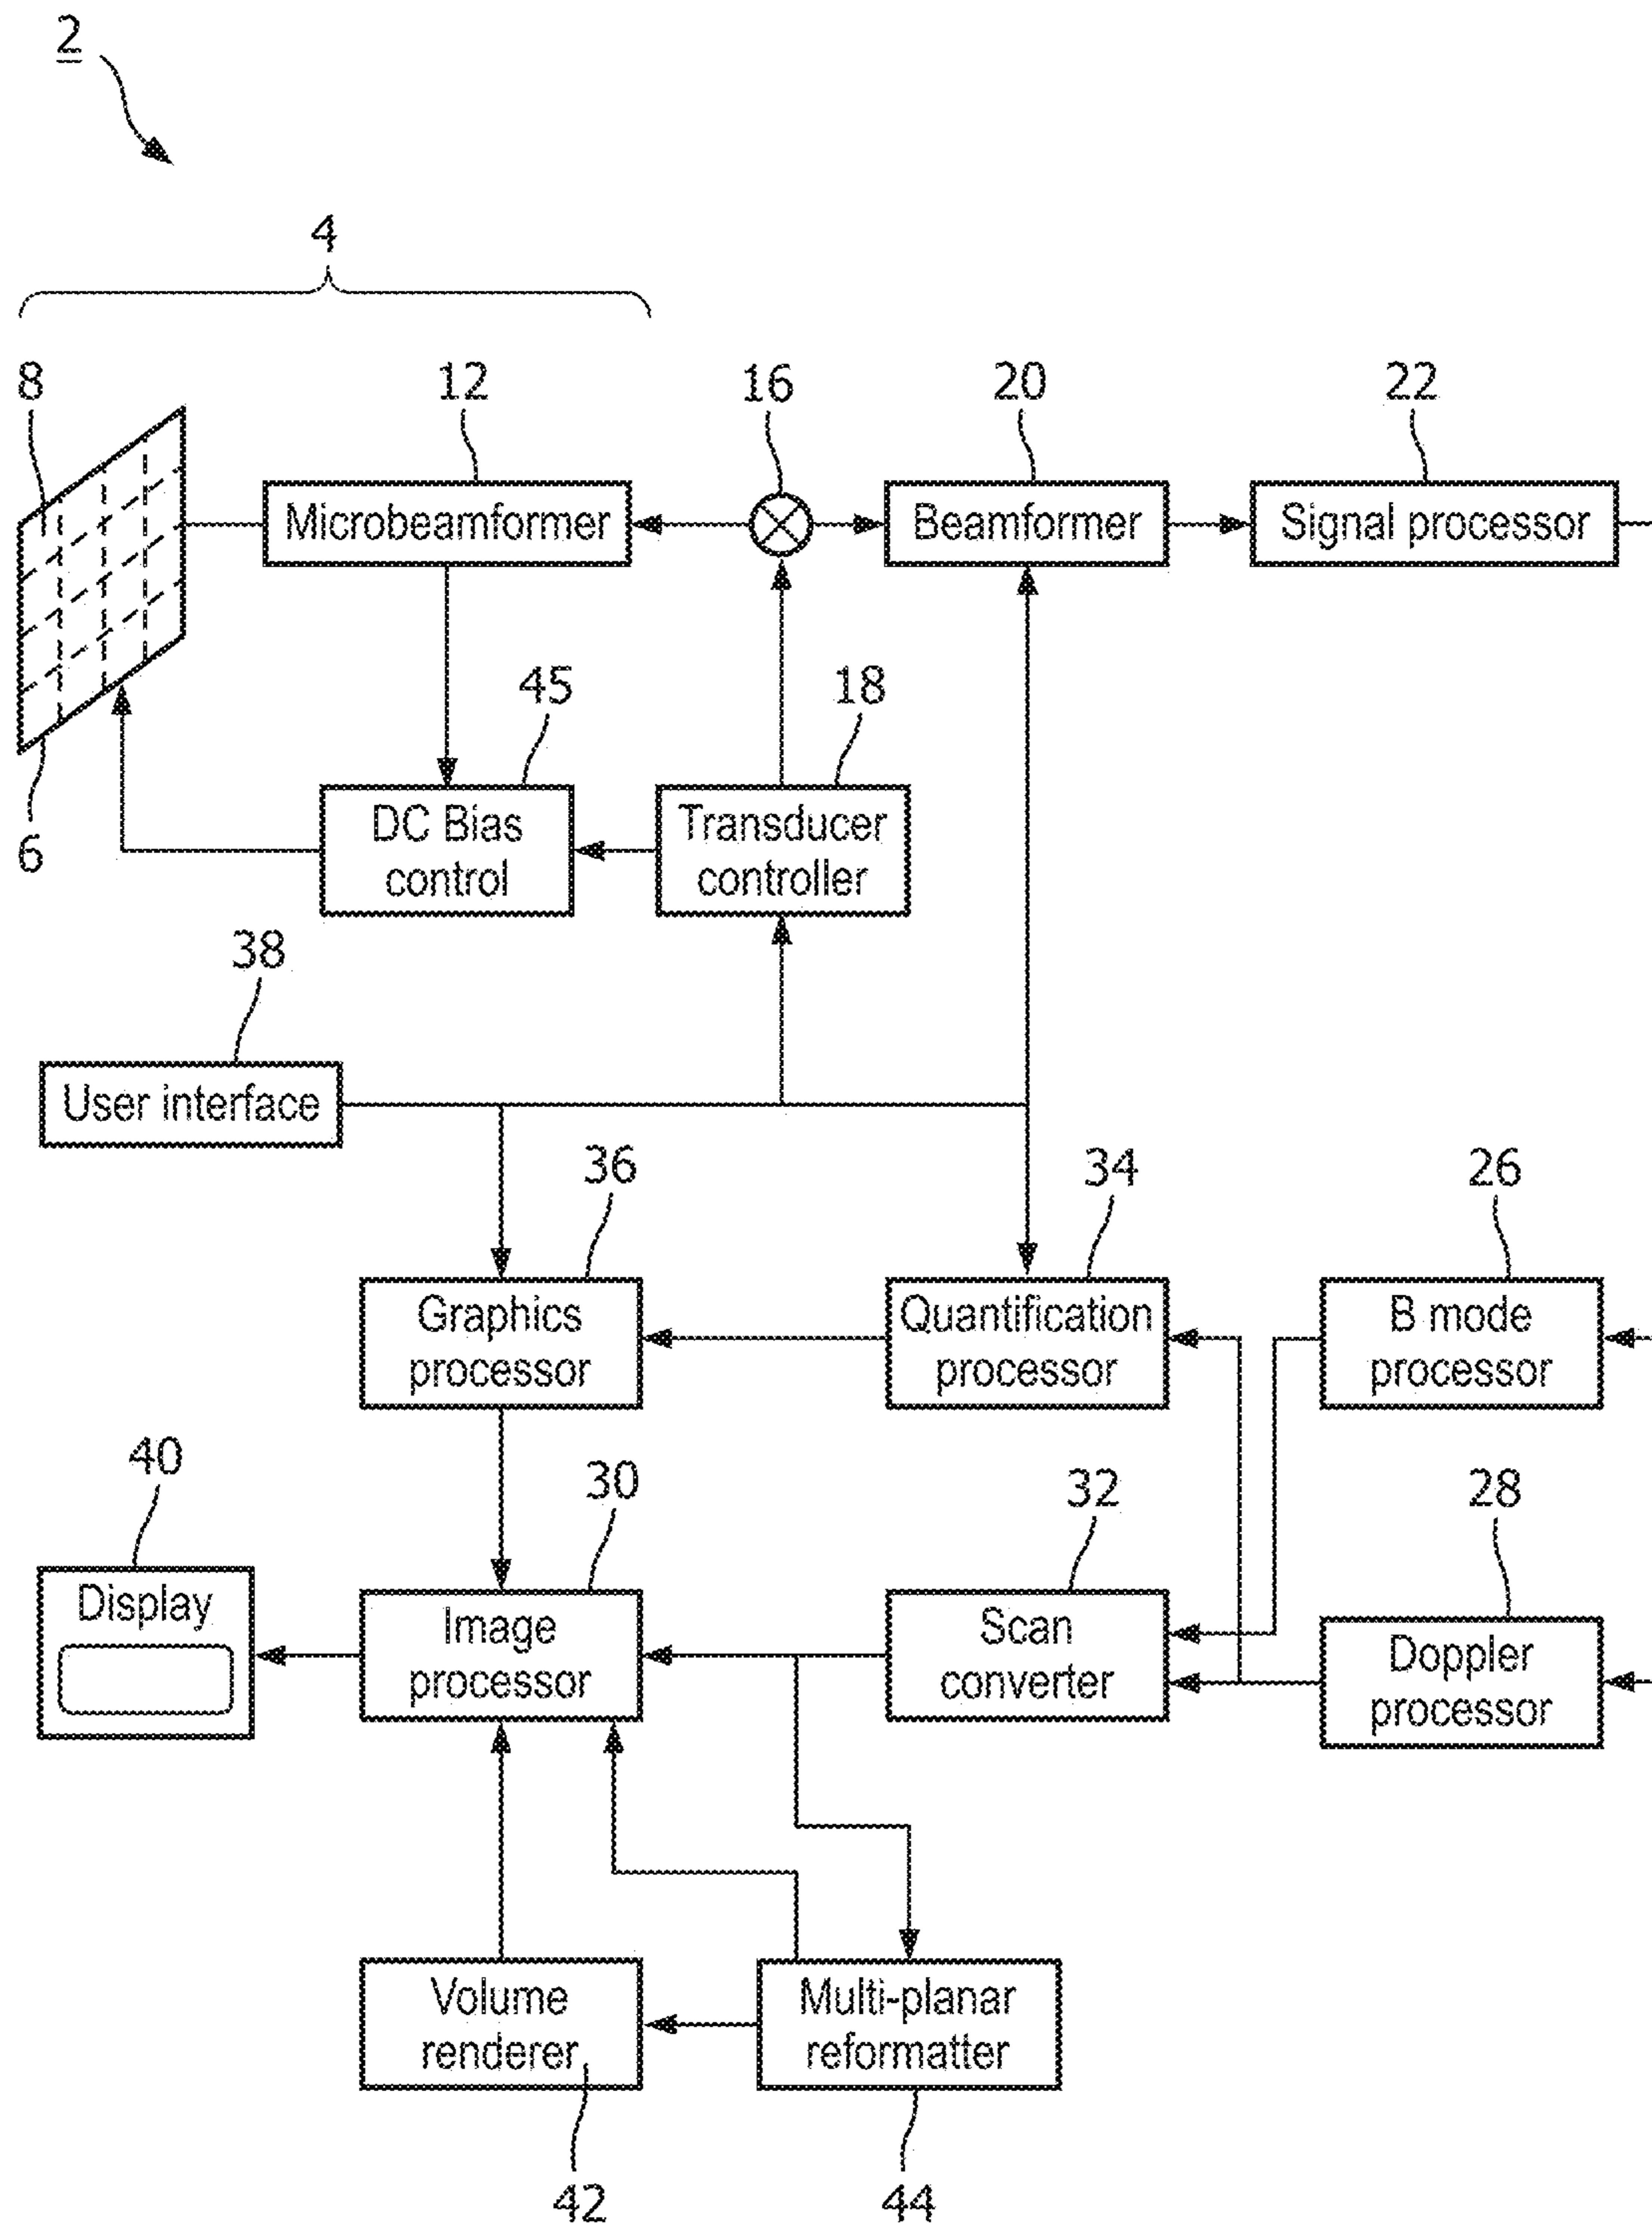 2
4
8
12
16
20
22
Microbeamformer
Beamformer
Signal processor
45
18
6
DC Bias
control
Transducer
controller
38
User interface
36
34
26
Graphics
processor
Quantification
processor
B mode
processor
40
30
32
28
Display
Image
processor
Scan
converter
Doppler
processor
Volume
renderer
Multi-planar
reformatter
42
44